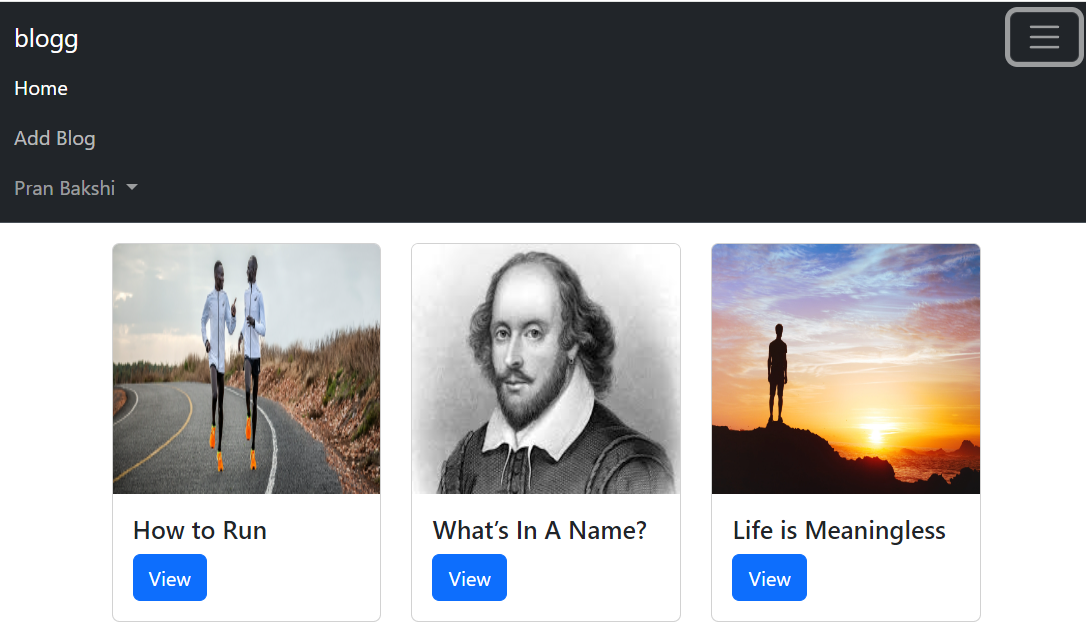 blogg
Home
Add Blog
Pran Bakshi
How to Run
What's In A Name?
Life is Meaningless
View
View
View